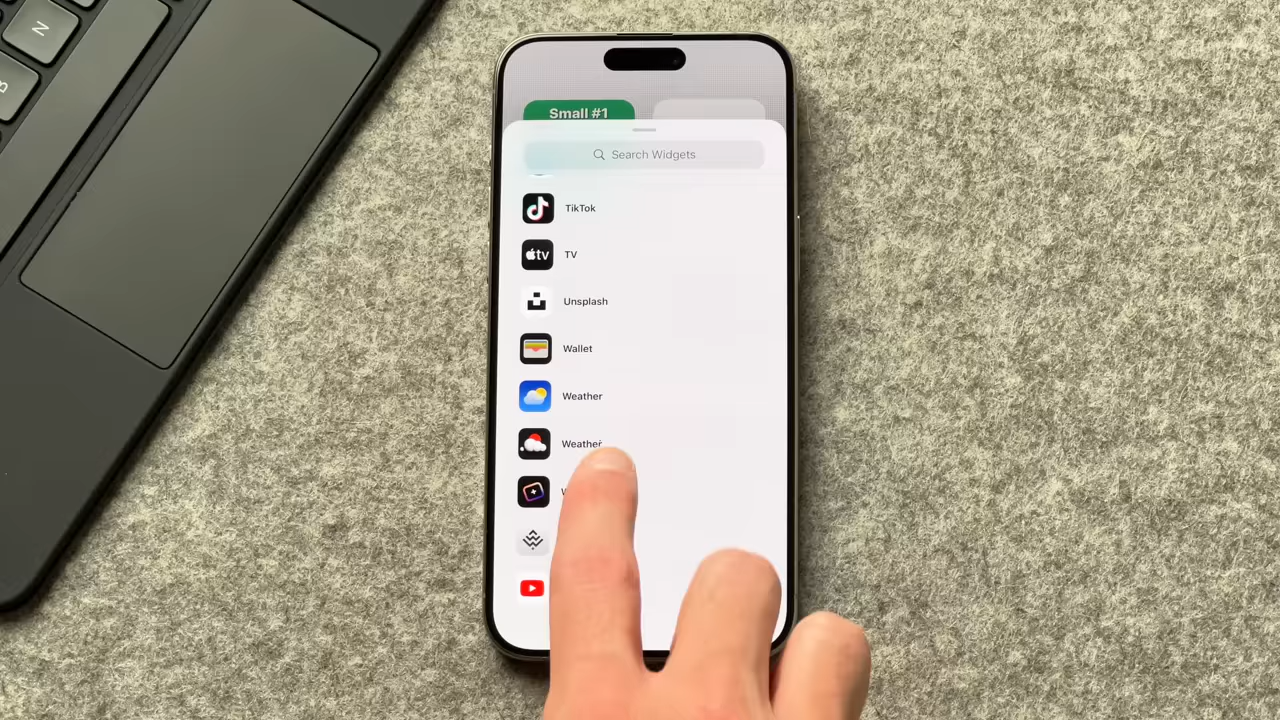 N
B
Small #1
Search Widgets
TikTok
tv
TV
Unsplash
Wallet
Weather
Weather